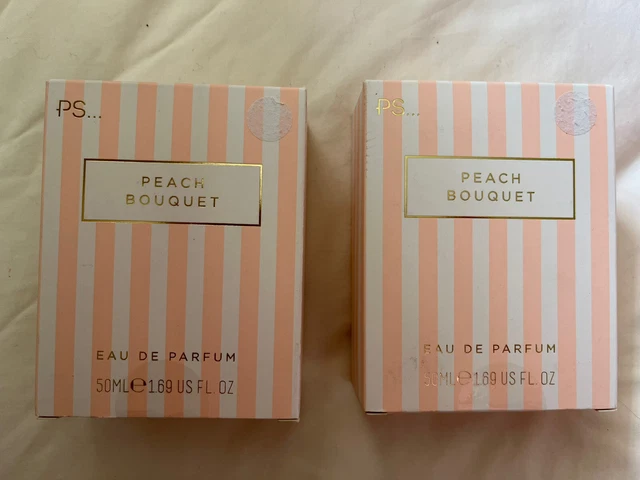 PS...
PEACH
BOUQUET
EAU DE PARFUM
50ML℮1.69 US FL. OZ
PS...
PEACH
BOUQUET
EAU DE PARFUM
50ML℮1.69 US FL. OZ